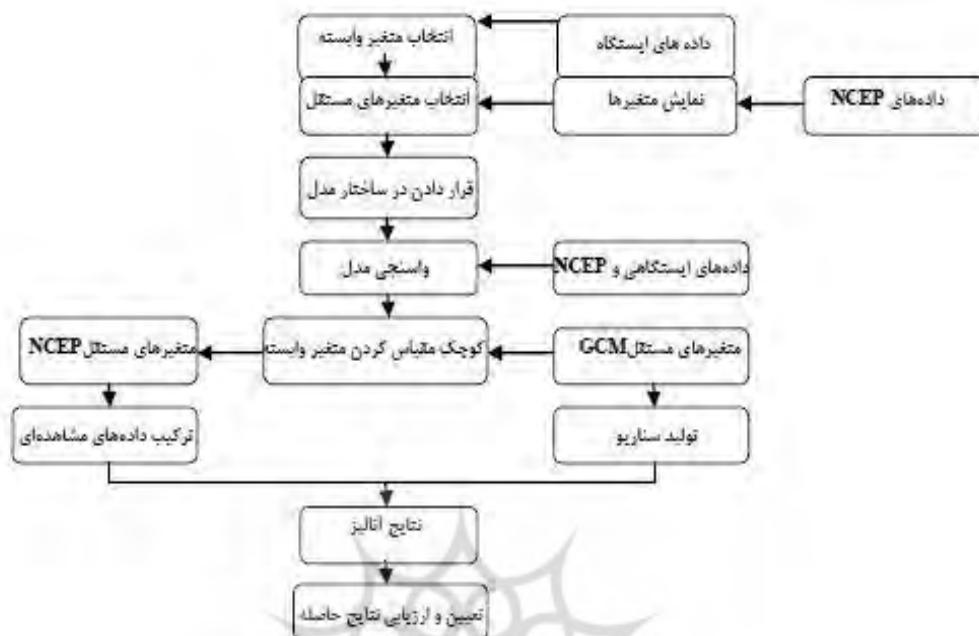 داده های ایستگاه
انتخاب متغیر وابسته
داده‌های NCEP
نمایش متغیرها
انتخاب متغیرهای مستقل
قرار دادن در ساختار مدل
داده‌های ایستگاهی و NCEP
واسنجی مدل
متغیرهای مستقل GCM
کوچک مقیاس کردن متغیر وابسته
متغیرهای مستقل NCEP
تولید سناریو
ترکیب داده‌های مشاهده‌ای
نتایج آنالیز
تعیین و ارزیابی نتایج حاصله